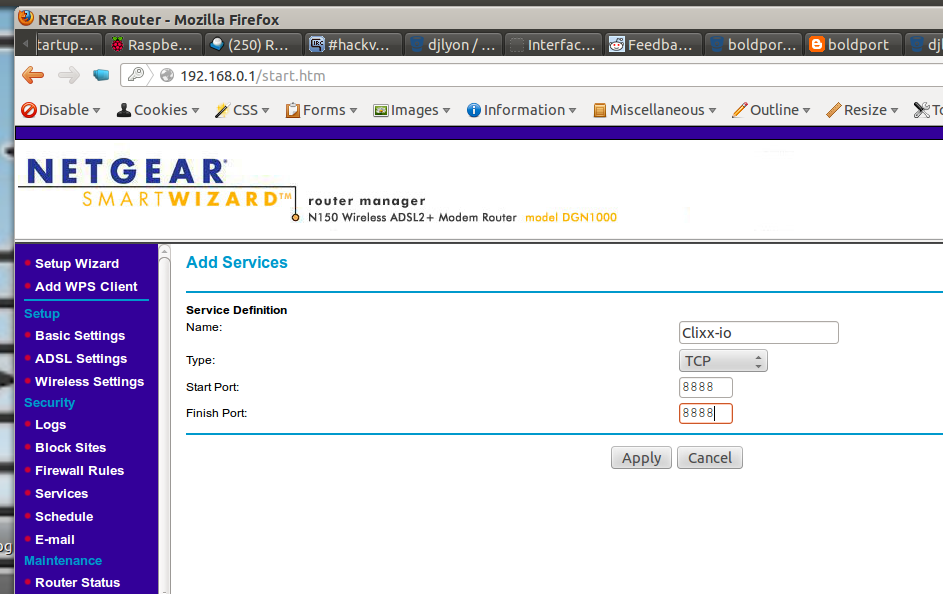 NETGEAR Router - Mozilla Firefox
tartup... Raspbe... (250) R... #hackv... djlyon / ... Interfac... Feedba... boldpor... boldport djl
192.168.0.1/start.htm
Disable Cookies CSS Forms Images Information Miscellaneous Outline Resize To
NETGEAR®
SMARTWIZARD™
router manager
N150 Wireless ADSL2+ Modem Router model DGN1000
Setup Wizard
Add WPS Client
Setup
Basic Settings
ADSL Settings
Wireless Settings
Security
Logs
Block Sites
Firewall Rules
Services
Schedule
E-mail
Maintenance
Router Status
Add Services
Service Definition
Name: Clixx-io
Type: TCP
Start Port: 8888
Finish Port: 8888
Apply Cancel